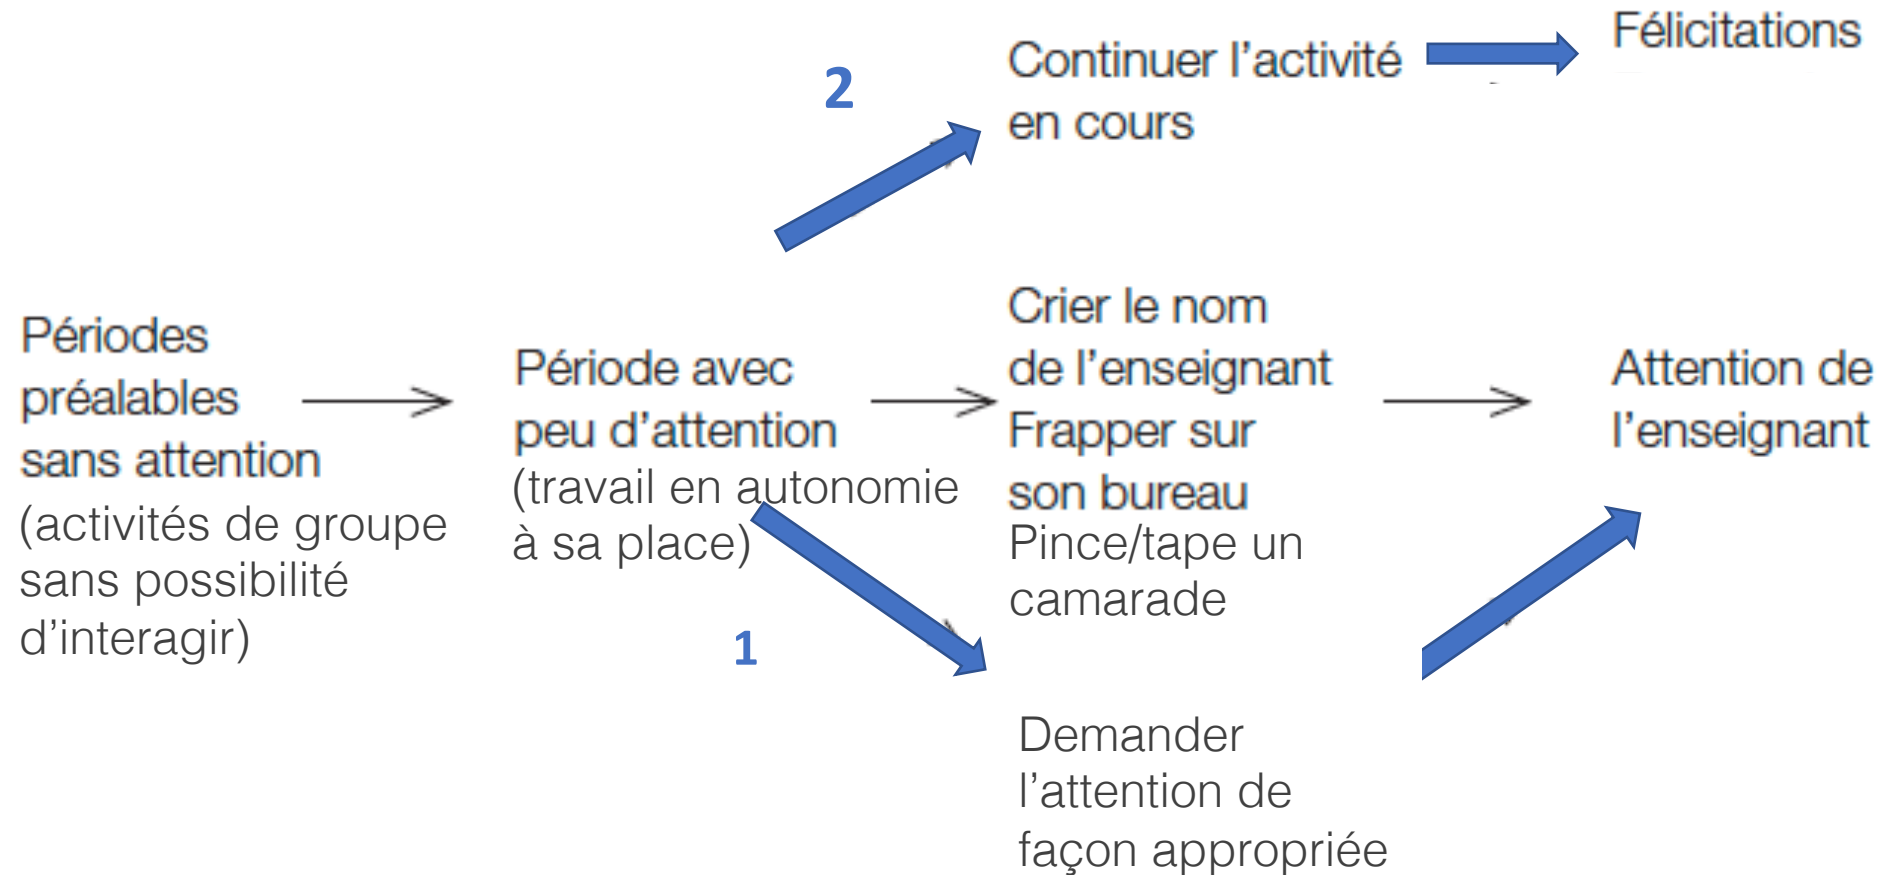 Périodes
préalables
sans attention
(activités de groupe
sans possibilité
d'interagir)
Période avec
peu d'attention
(travail en autonomie
à sa place)
2
Continuer l'activité
en cours
Félicitations
Crier le nom
de l'enseignant
Frapper sur
son bureau
Pince/tape un
camarade
Attention de
l'enseignant
1
Demander
l'attention de
façon appropriée